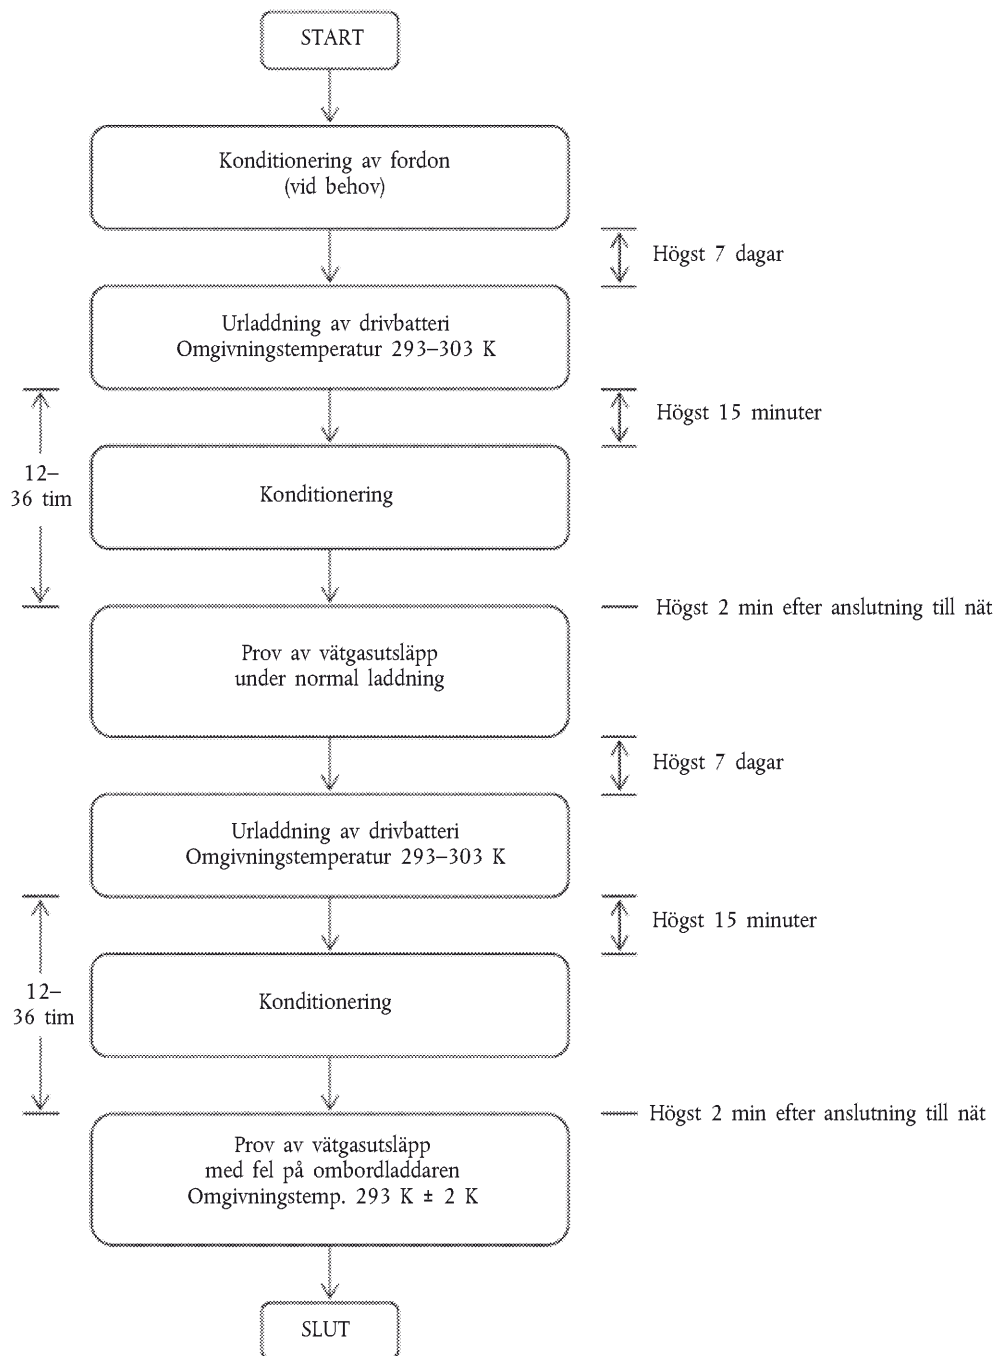 START
Konditionering av fordon
(vid behov)
Högst 7 dagar
Urladdning av drivbatteri
Omgivningstemperatur 293–303 K
Högst 15 minuter
12–
36 tim
Konditionering
Högst 2 min efter anslutning till nät
Prov av vätgasutsläpp
under normal laddning
Högst 7 dagar
Urladdning av drivbatteri
Omgivningstemperatur 293–303 K
Högst 15 minuter
12–
36 tim
Konditionering
Högst 2 min efter anslutning till nät
Prov av vätgasutsläpp
med fel på ombordladdaren
Omgivningstemp. 293 K ± 2 K
SLUT